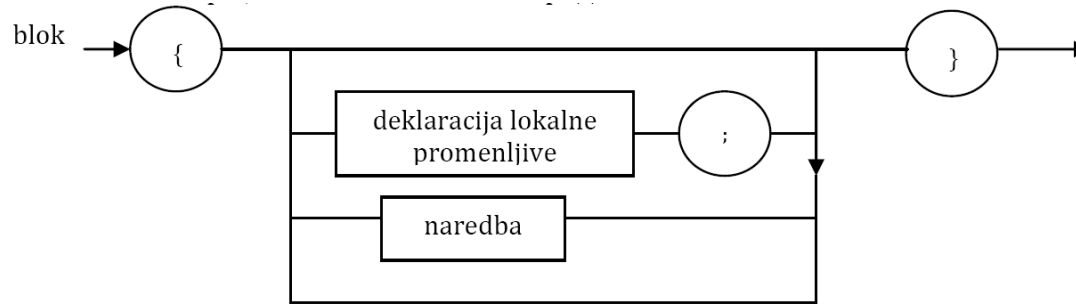 blok
{
}
deklaracija lokalne
promenljive
;
naredba